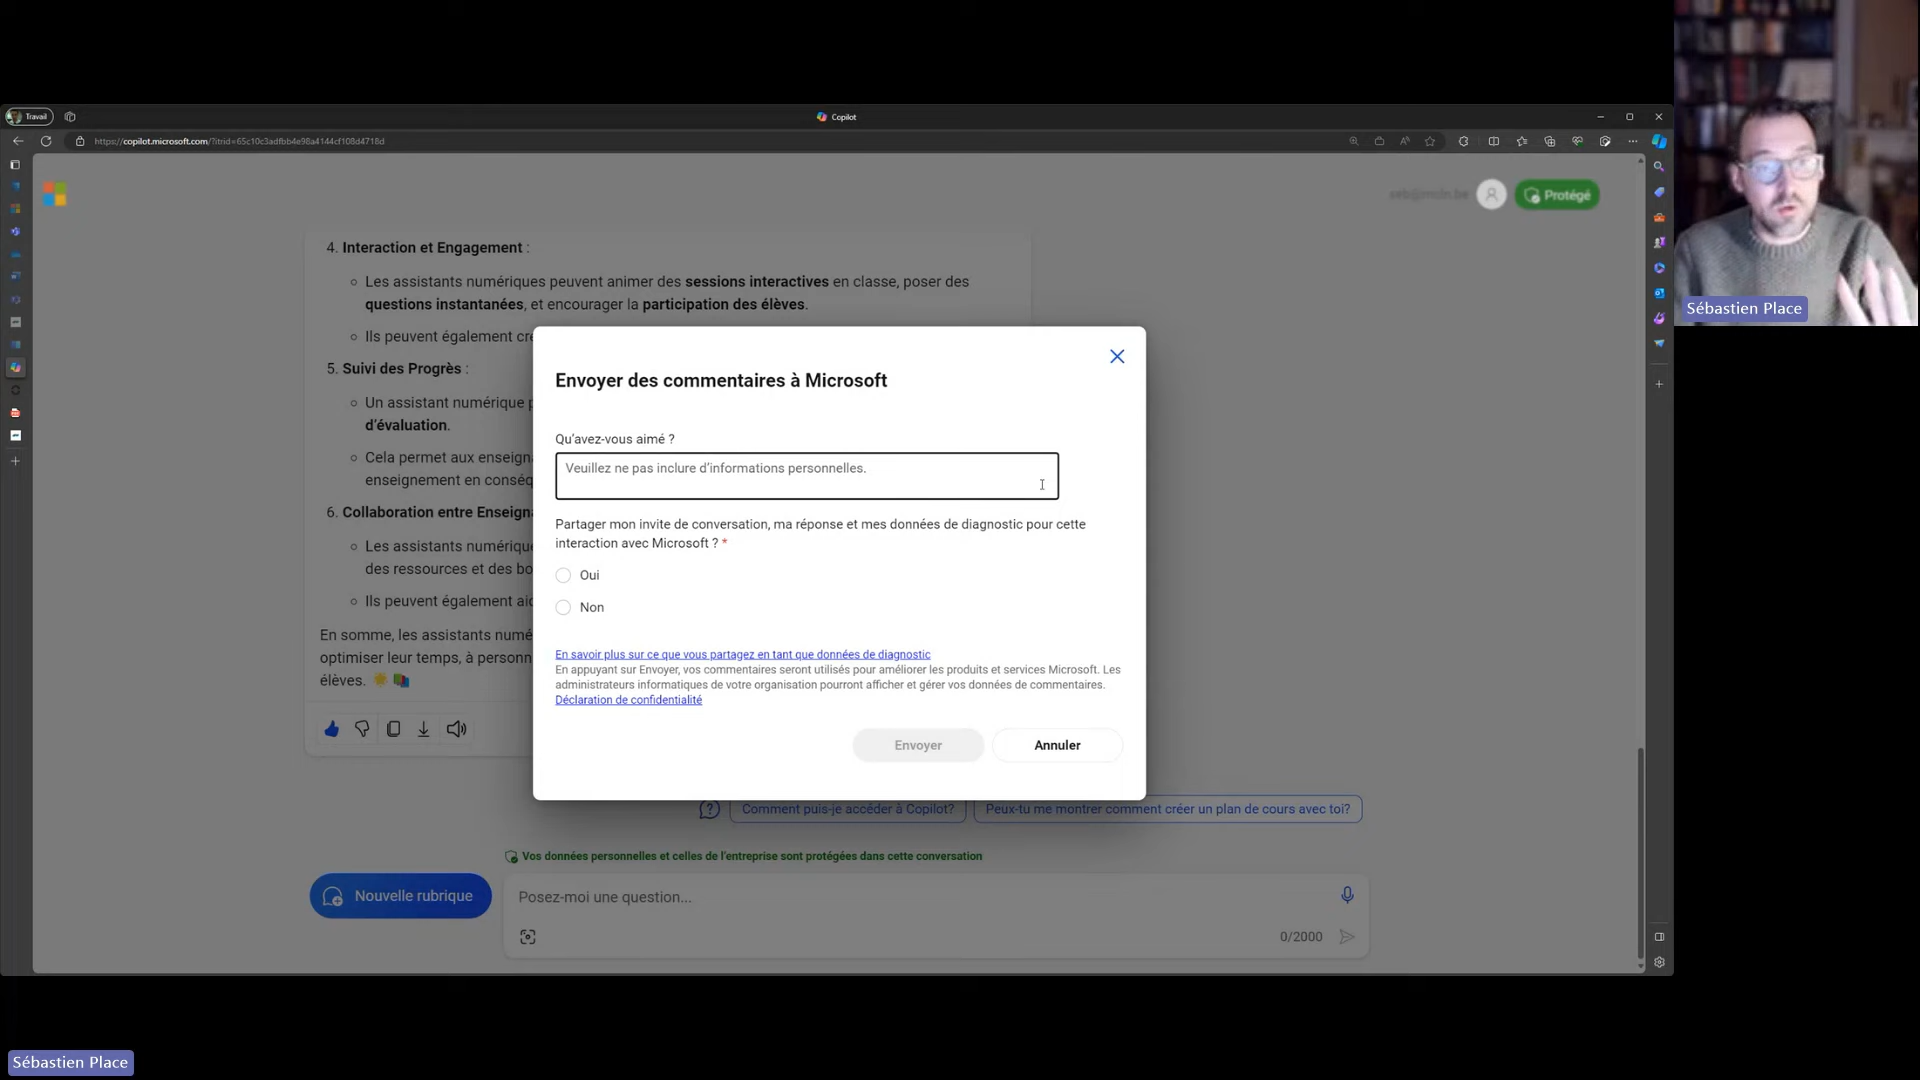 Travail
Copilot
https://copilot.microsoft.com/?itrid=65c10c3adfbb4e98a4144cf108d4718d
Protégé
4. Interaction et Engagement :
Les assistants numériques peuvent animer des sessions interactives en classe, poser des
questions instantanées, et encourager la participation des élèves.
Ils peuvent également cré
5. Suivi des Progrès :
Un assistant numérique p
d'évaluation.
Cela permet aux enseign
enseignement en conséq
6. Collaboration entre Enseigna
Les assistants numérique
des ressources et des bo
Ils peuvent également aid
En somme, les assistants numé
optimiser leur temps, à personn
élèves.
Envoyer des commentaires à Microsoft
Qu'avez-vous aimé ?
Veuillez ne pas inclure d'informations personnelles.
Partager mon invite de conversation, ma réponse et mes données de diagnostic pour cette
interaction avec Microsoft ? *
Oui
Non
En savoir plus sur ce que vous partagez en tant que données de diagnostic
En appuyant sur Envoyer, vos commentaires seront utilisés pour améliorer les produits et services Microsoft. Les
administrateurs informatiques de votre organisation pourront afficher et gérer vos données de commentaires.
Déclaration de confidentialité
Envoyer
Annuler
Comment puis-je accéder à Copilot?
Peux-tu me montrer comment créer un plan de cours avec toi?
Vos données personnelles et celles de l'entreprise sont protégées dans cette conversation
Nouvelle rubrique
Posez-moi une question...
0/2000
Sébastien Place
Sébastien Place